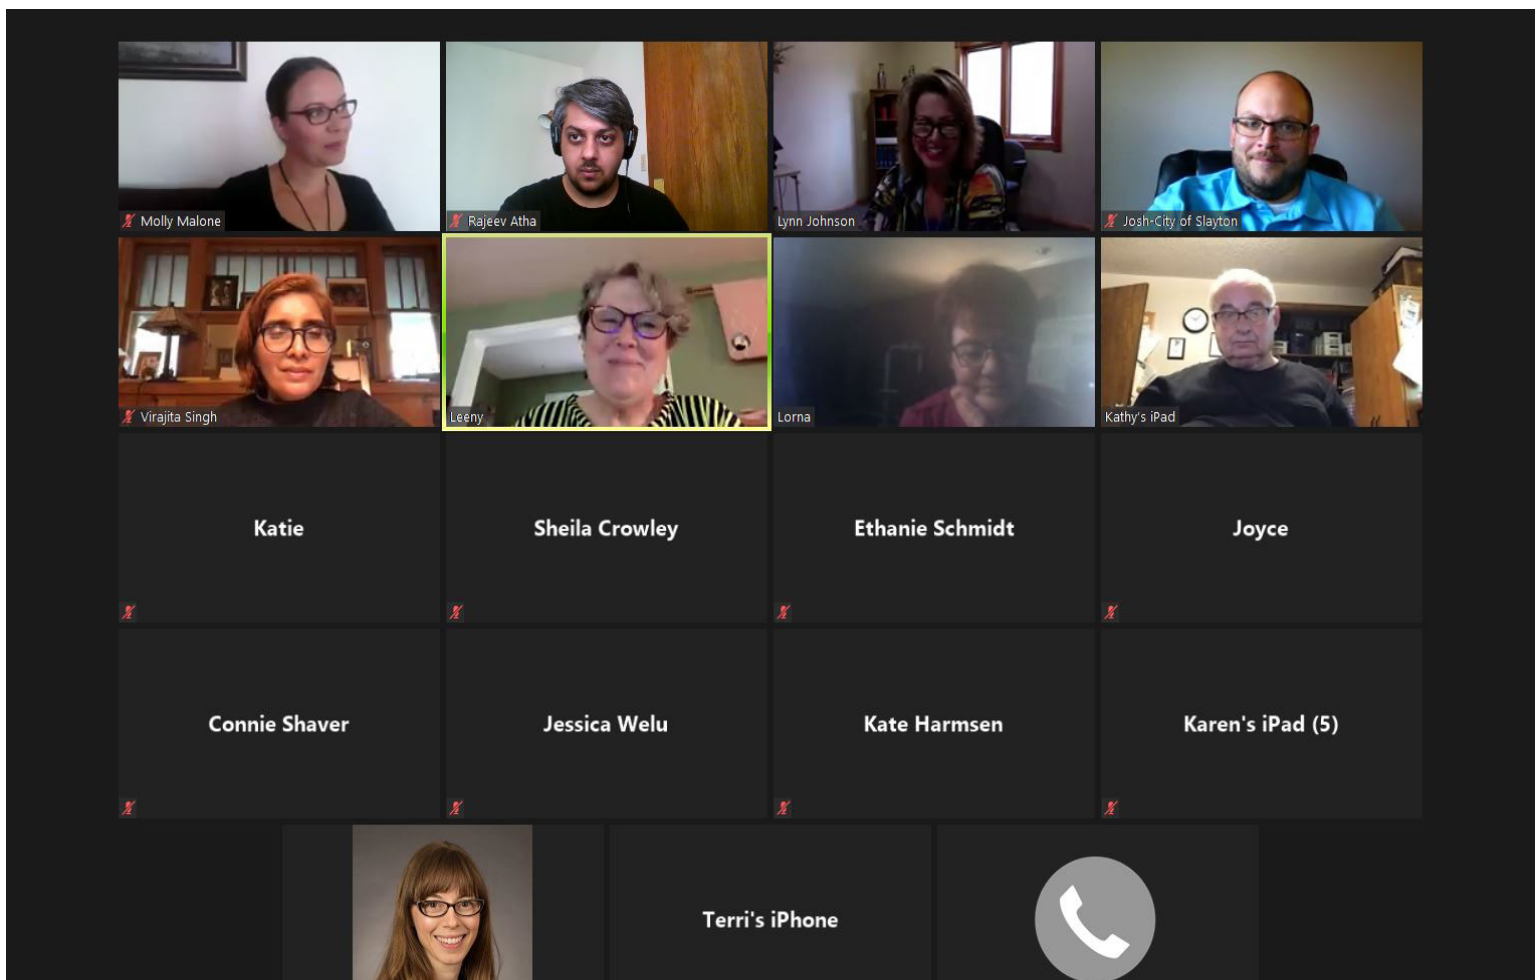 Molly Malone
Rajeev Atha
Lynn Johnson
Josh-City of Slayton
Virajita Singh
Leeny
Lorna
Kathy's iPad
Katie
Sheila Crowley
Ethanie Schmidt
Joyce
Connie Shaver
Jessica Welu
Kate Harmsen
Karen's iPad (5)
Terri's iPhone